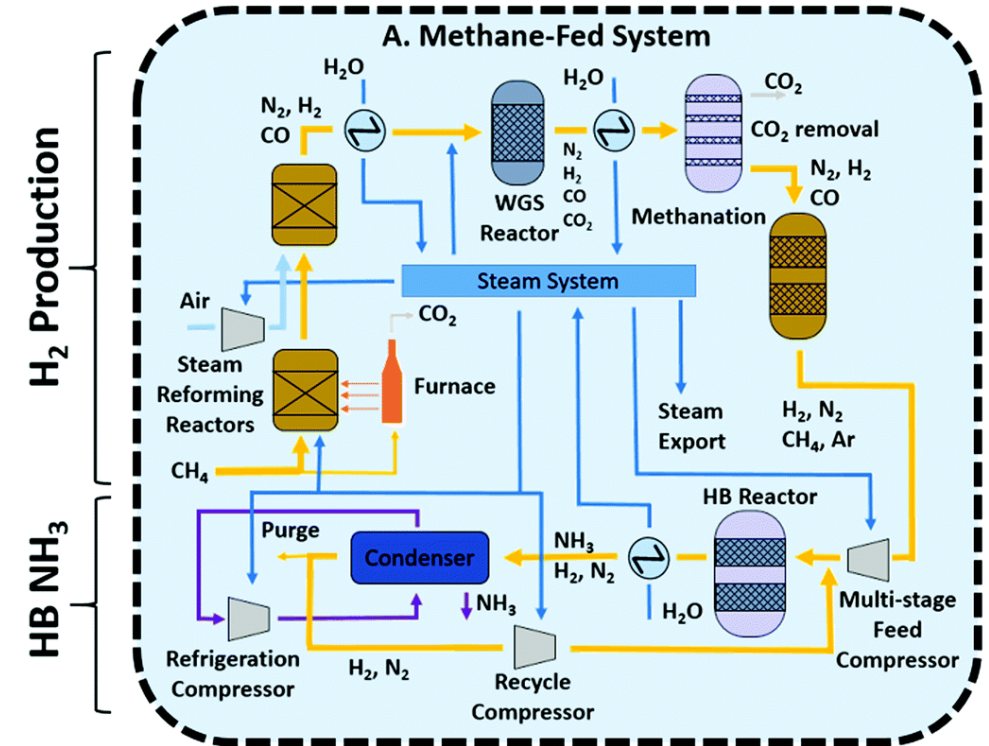 A. Methane-Fed System
H₂ Production
HB NH₃
H₂O
N₂, H₂
CO
WGS
Reactor
H₂O
N₂
H₂
CO
CO₂
CO₂
CO₂ removal
Methanation
N₂, H₂
CO
Steam System
Air
Steam
Reforming
Reactors
CO₂
Furnace
CH₄
Steam
Export
H₂, N₂
CH₄, Ar
HB Reactor
Purge
Condenser
NH₃
H₂, N₂
NH₃
H₂O
Multi-stage
Feed
Compressor
Refrigeration
Compressor
H₂, N₂
Recycle
Compressor